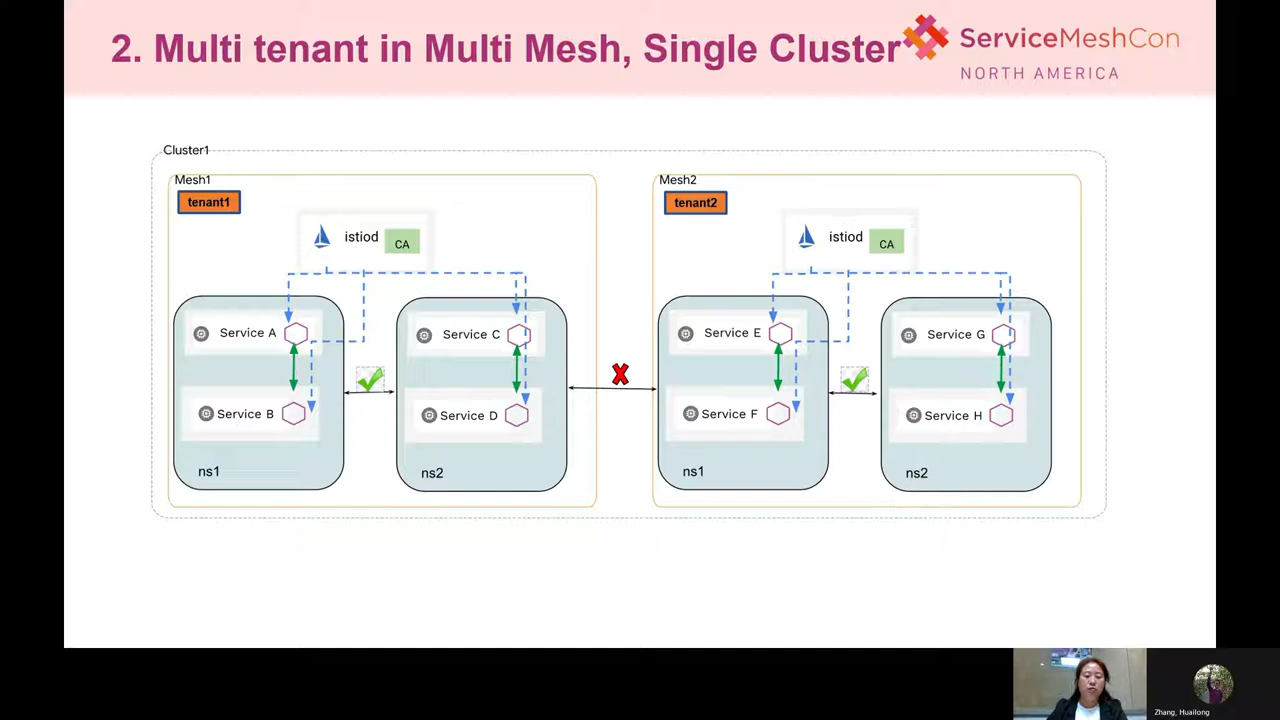 2. Multi tenant in Multi Mesh, Single Cluster
ServiceMeshCon
NORTH AMERICA
Cluster1
Mesh1
tenant1
istiod
CA
Service A
Service B
ns1
Service C
Service D
ns2
Mesh2
tenant2
istiod
CA
Service E
Service F
ns1
Service G
Service H
ns2
Zhang, Huailong